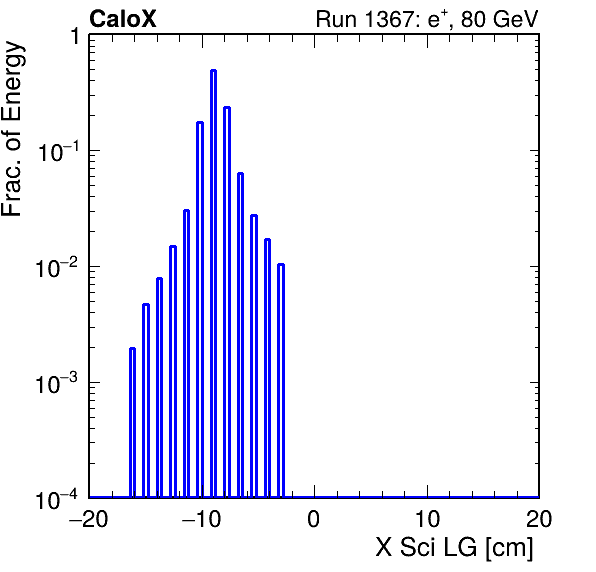 CaloX Run 1367: e⁺, 80 GeV
Frac. of Energy
1
10⁻¹
10⁻²
10⁻³
10⁻⁴
−20 −10 0 10 20
X Sci LG [cm]